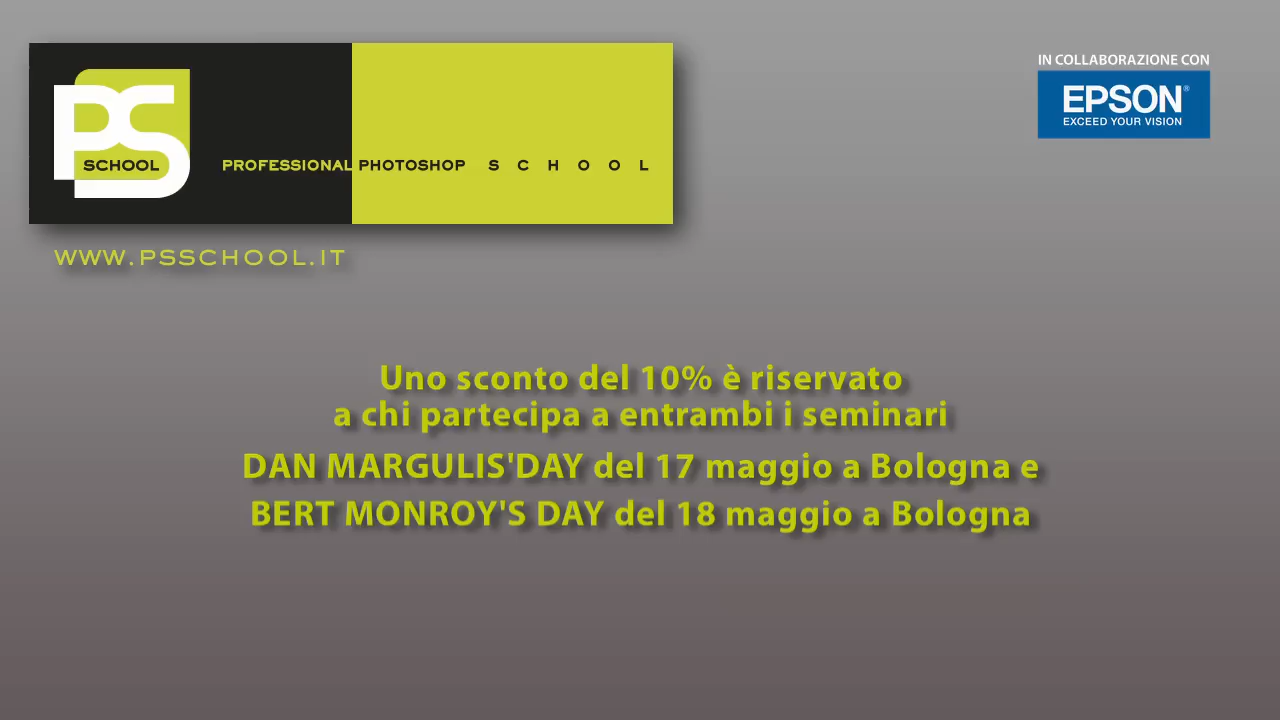 PS
SCHOOL
PROFESSIONAL PHOTOSHOP SCHOOL
WWW.PSSCHOOL.IT
IN COLLABORAZIONE CON
EPSON®
EXCEED YOUR VISION
Uno sconto del 10% è riservato
a chi partecipa a entrambi i seminari
DAN MARGULIS'DAY del 17 maggio a Bologna e
BERT MONROY'S DAY del 18 maggio a Bologna